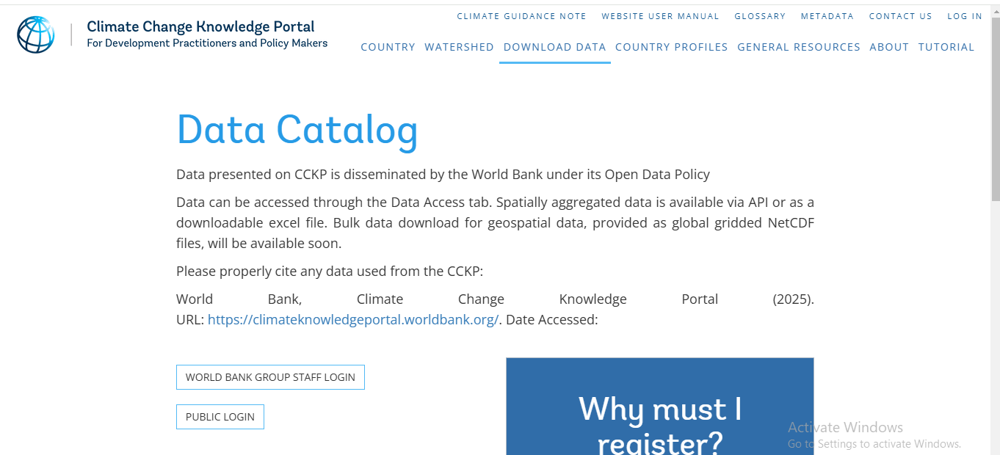 CLIMATE GUIDANCE NOTE WEBSITE USER MANUAL GLOSSARY METADATA CONTACT US LOG IN
Climate Change Knowledge Portal
For Development Practitioners and Policy Makers
COUNTRY WATERSHED DOWNLOAD DATA COUNTRY PROFILES GENERAL RESOURCES ABOUT TUTORIAL
Data Catalog
Data presented on CCKP is disseminated by the World Bank under its Open Data Policy
Data can be accessed through the Data Access tab. Spatially aggregated data is available via API or as a
downloadable excel file. Bulk data download for geospatial data, provided as global gridded NetCDF
files, will be available soon.
Please properly cite any data used from the CCKP:
World Bank, Climate Change Knowledge Portal (2025).
URL: https://climateknowledgeportal.worldbank.org/. Date Accessed:
WORLD BANK GROUP STAFF LOGIN
PUBLIC LOGIN
Why must I
register?
Activate Windows
Go to Settings to activate Windows.